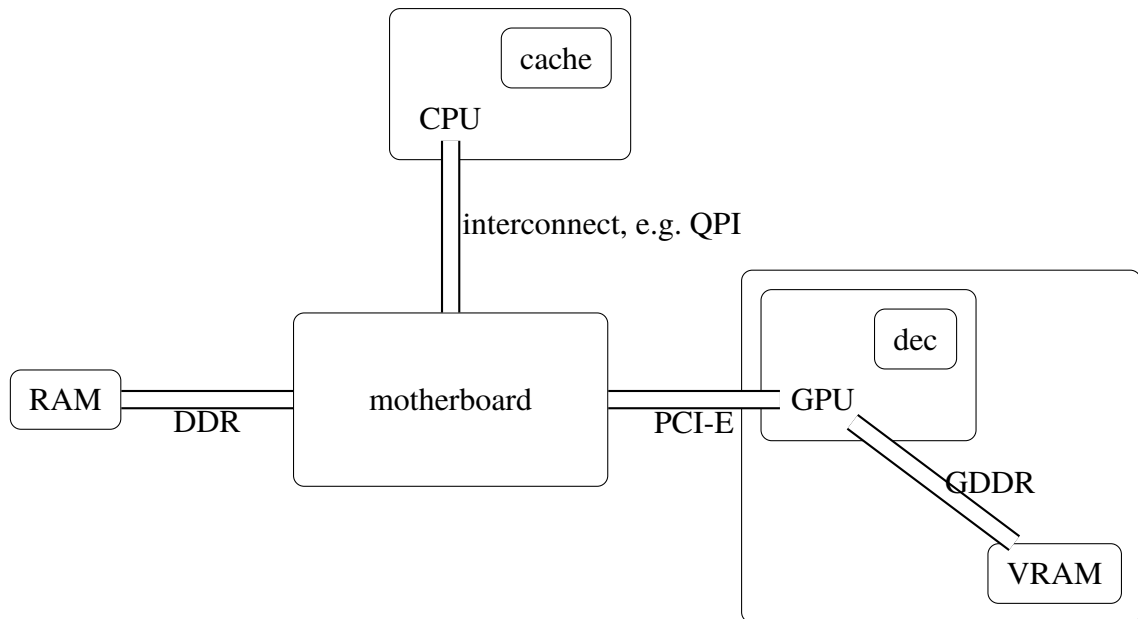 cache
CPU
interconnect, e.g. QPI
dec
RAM
DDR
motherboard
PCI-E
GPU
GDDR
VRAM